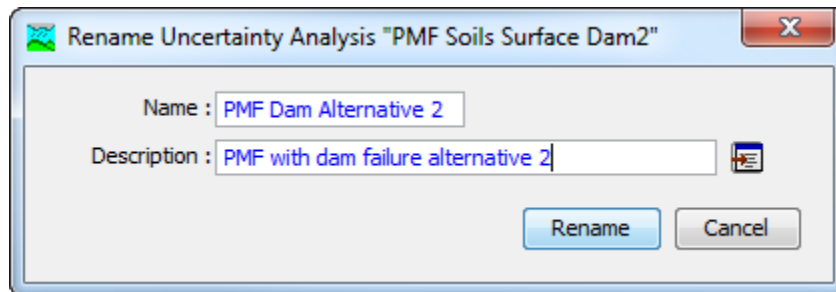 Rename Uncertainty Analysis "PMF Soils Surface Dam2"
Name : PMF Dam Alternative 2
Description : PMF with dam failure alternative 2
Rename Cancel